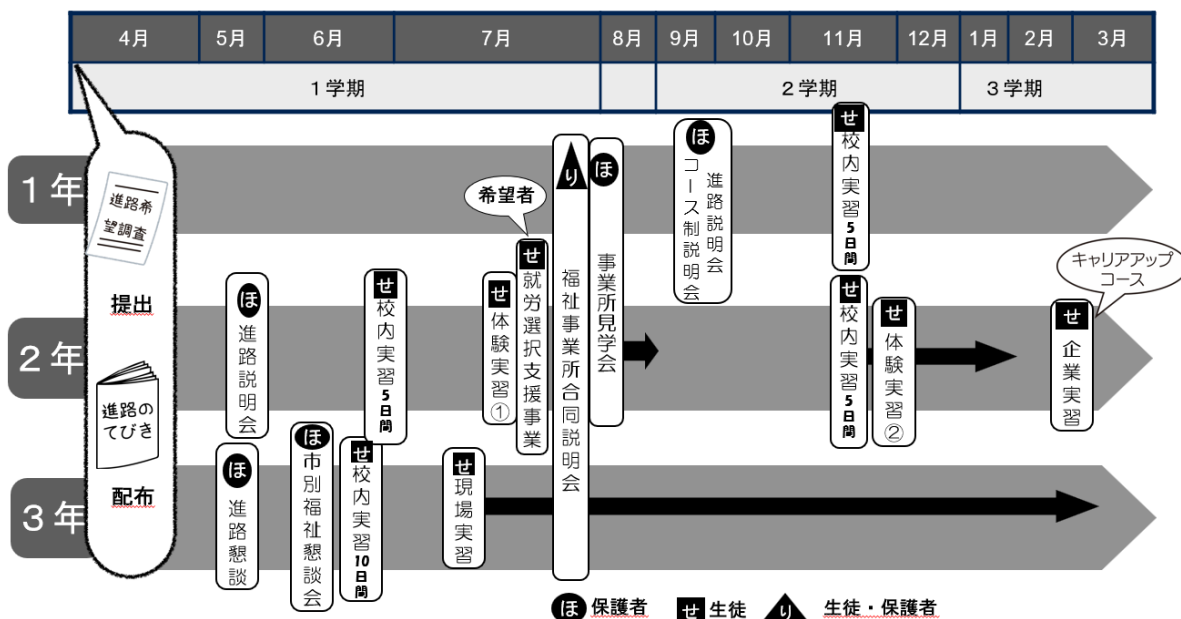 4月 5月 6月 7月 8月 9月 10月 11月 12月 1月 2月 3月
1学期 2学期 3学期
1年
2年
3年
進路希
望調査
提出
進路の
てびき
配布
ほ 進路説明会
ほ 進路懇談
ほ 市別福祉懇談会
せ 校内実習5日間
せ 校内実習10日間
せ 現場実習
せ 体験実習①
希望者
せ 就労選択支援事業
り 福祉事業所合同説明会
ほ 事業所見学会
ほ 進路説明会
コース制説明会
せ 校内実習5日間
せ 校内実習5日間
せ 体験実習②
キャリアアップ
コース
せ 企業実習
ほ 保護者 せ 生徒 り 生徒・保護者